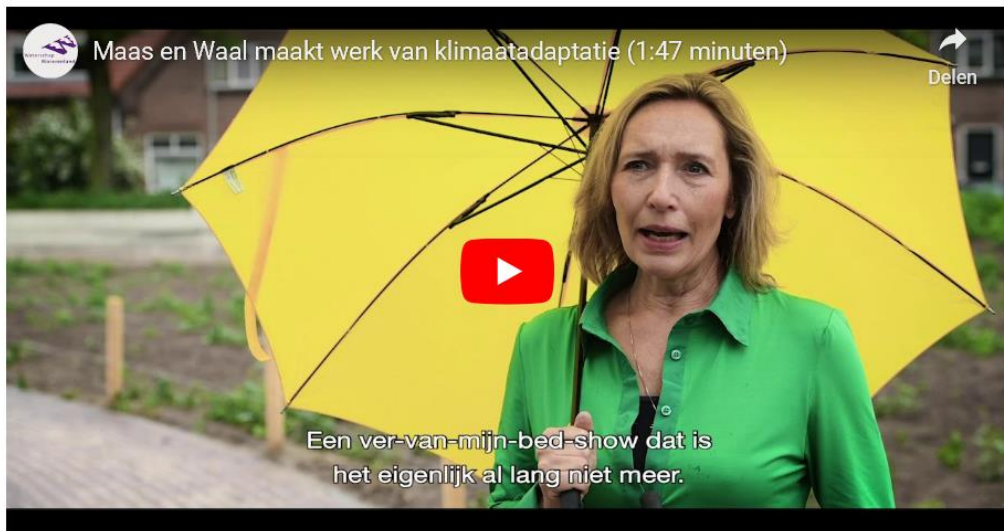 Maas en Waal maakt werk van klimaatadaptatie (1:47 minuten)
Delen
Een ver-van-mijn-bed-show dat is
het eigenlijk al lang niet meer.